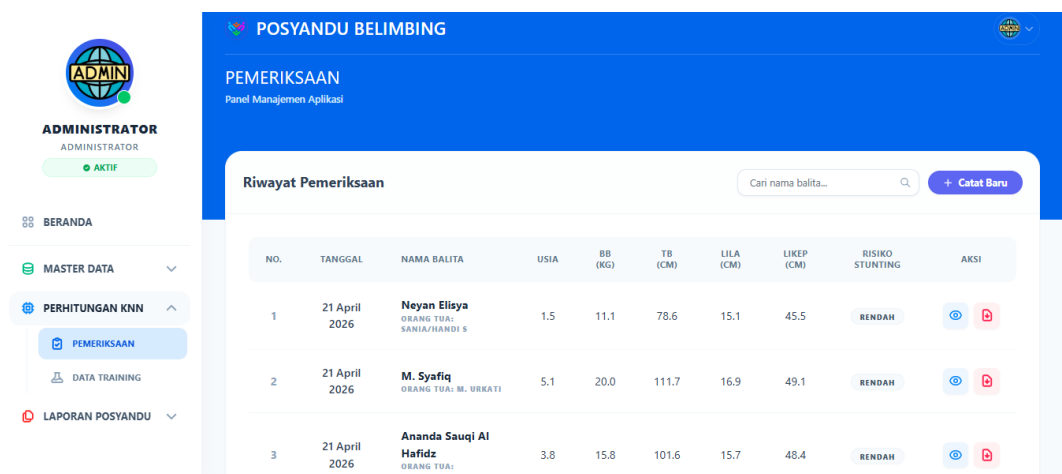 ADMIN
ADMINISTRATOR
ADMINISTRATOR
AKTIF
BERANDA
MASTER DATA
PERHITUNGAN KNN
PEMERIKSAAN
DATA TRAINING
LAPORAN POSYANDU
POSYANDU BELIMBING
ADMIN
PEMERIKSAAN
Panel Manajemen Aplikasi
Riwayat Pemeriksaan
Cari nama balita...
+ Catat Baru
NO. TANGGAL NAMA BALITA USIA BB (KG) TB (CM) LILA (CM) LIKEP (CM) RISIKO STUNTING AKSI
1 21 April 2026 Neyan Elisya 1.5 11.1 78.6 15.1 45.5 RENDAH
ORANG TUA: SANIA/HANDI S
2 21 April 2026 M. Syafiq 5.1 20.0 111.7 16.9 49.1 RENDAH
ORANG TUA: M. URKATI
3 21 April 2026 Ananda Sauqi Al Hafidz 3.8 15.8 101.6 15.7 48.4 RENDAH
ORANG TUA: